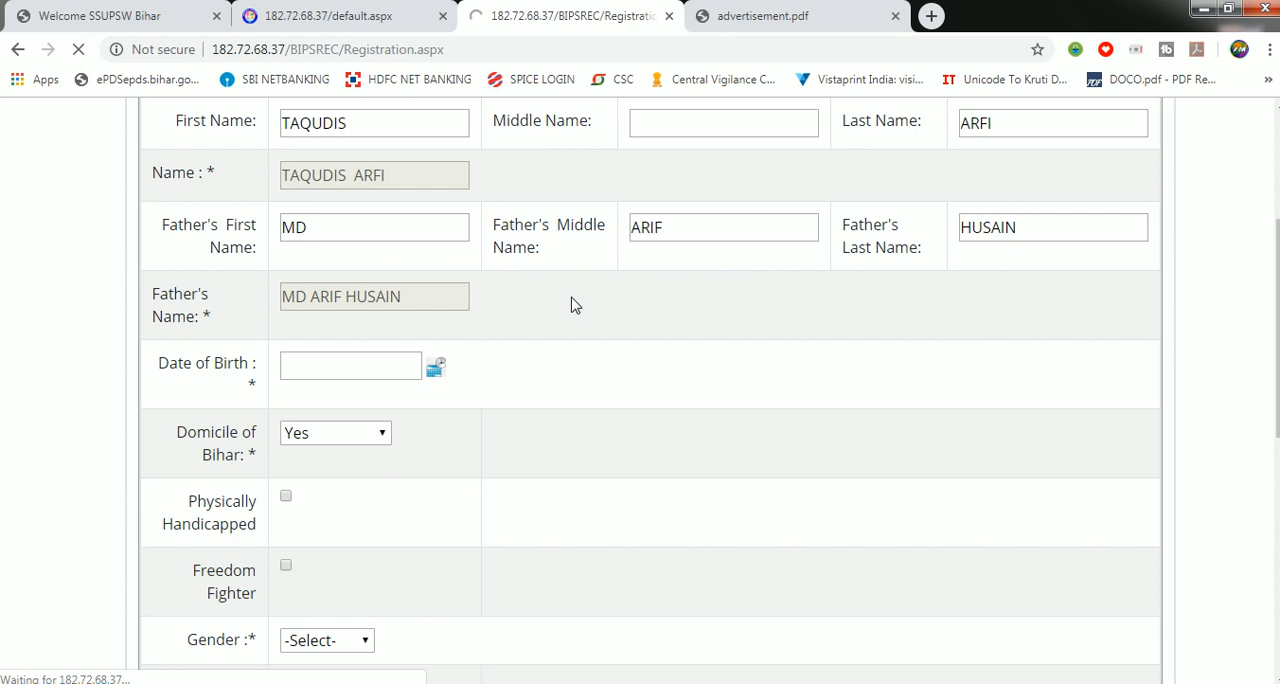 Welcome SSUPSW Bihar
182.72.68.37/default.aspx
182.72.68.37/BIPSREC/Registratio
advertisement.pdf
Not secure
182.72.68.37/BIPSREC/Registration.aspx
Apps
ePDSepds.bihar.go...
SBI NETBANKING
HDFC NET BANKING
SPICE LOGIN
CSC
Central Vigilance C...
Vistaprint India: visi...
IT Unicode To Kruti D...
DOCO.pdf - PDF Re...
»
First Name: TAQUDIS Middle Name: Last Name: ARFI
Name : * TAQUDIS ARFI
Father's First Name: MD Father's Middle Name: ARIF Father's Last Name: HUSAIN
Father's Name: * MD ARIF HUSAIN
Date of Birth : *
Domicile of Bihar: * Yes
Physically Handicapped
Freedom Fighter
Gender :* -Select-
Waiting for 182.72.68.37...